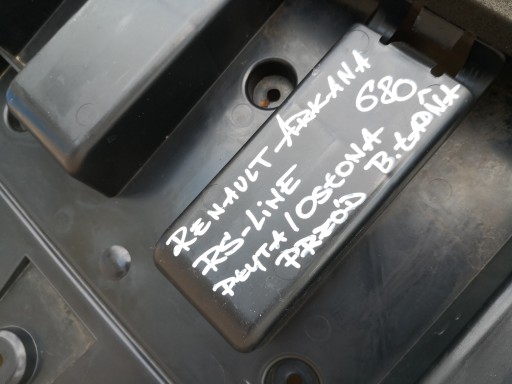 RENAULT-ARKANA
RS-LINE 680
PŁYTA/OSŁONA
PRZÓD B.ŁADNA